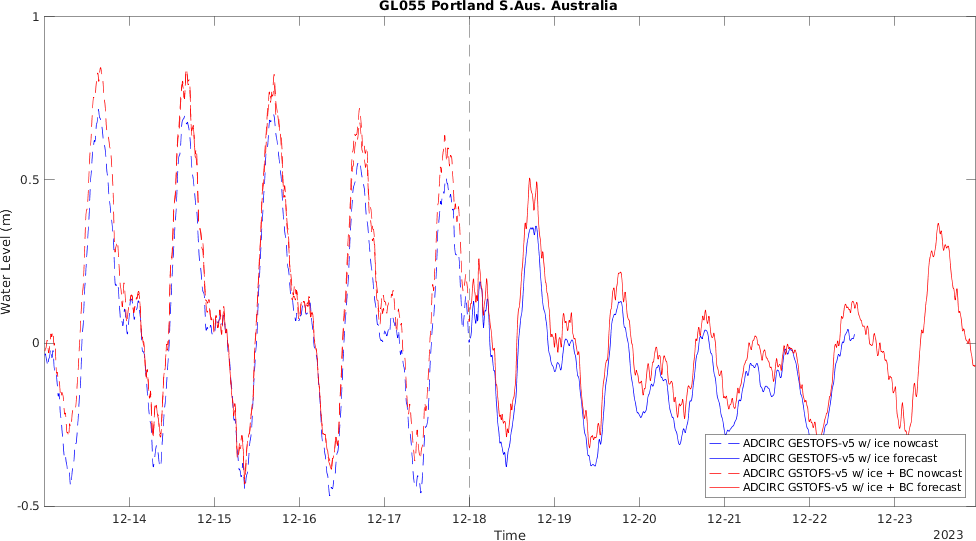 GL055 Portland S.Aus. Australia
1
0.5
0
-0.5
Water Level (m)
12-14 12-15 12-16 12-17 12-18 12-19 12-20 12-21 12-22 12-23
Time
2023
ADCIRC GESTOFS-v5 w/ ice nowcast
ADCIRC GESTOFS-v5 w/ ice forecast
ADCIRC GSTOFS-v5 w/ ice + BC nowcast
ADCIRC GSTOFS-v5 w/ ice + BC forecast